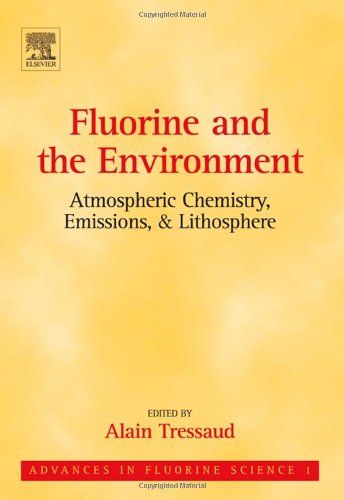 ELSEVIER
Fluorine and
the Environment
Atmospheric Chemistry,
Emissions, & Lithosphere
EDITED BY
Alain Tressaud
ADVANCES IN FLUORINE SCIENCE 1